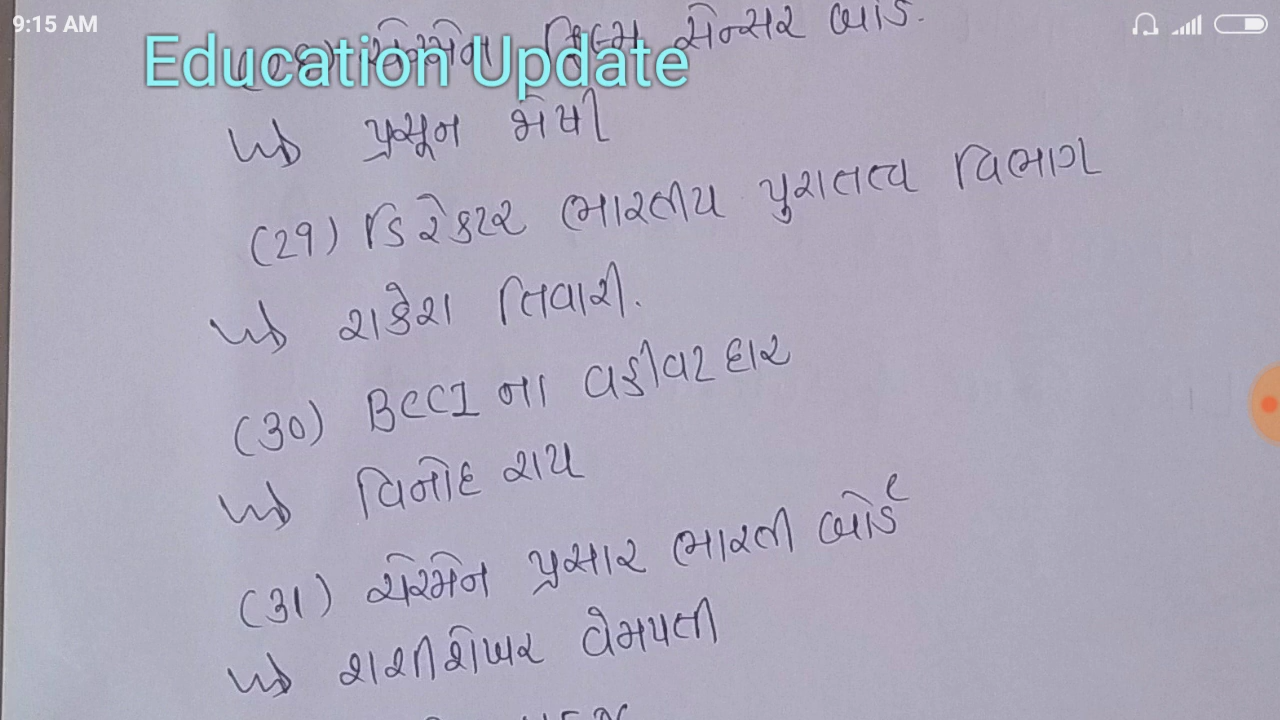 9:15 AM
Education Update
ચેરમેન ફિલ્મ સેન્સર બોર્ડ.
પ્રસૂન જોષી
(29) ડિરેક્ટર ભારતીય પુરાતત્વ વિભાગ
રાકેશ તિવારી.
(30) BCCI ના વહીવટદાર
વિનોદ રાય
(31) ચેરમેન પ્રસાર ભારતી બોર્ડ
શશીશેખર વેમપતી